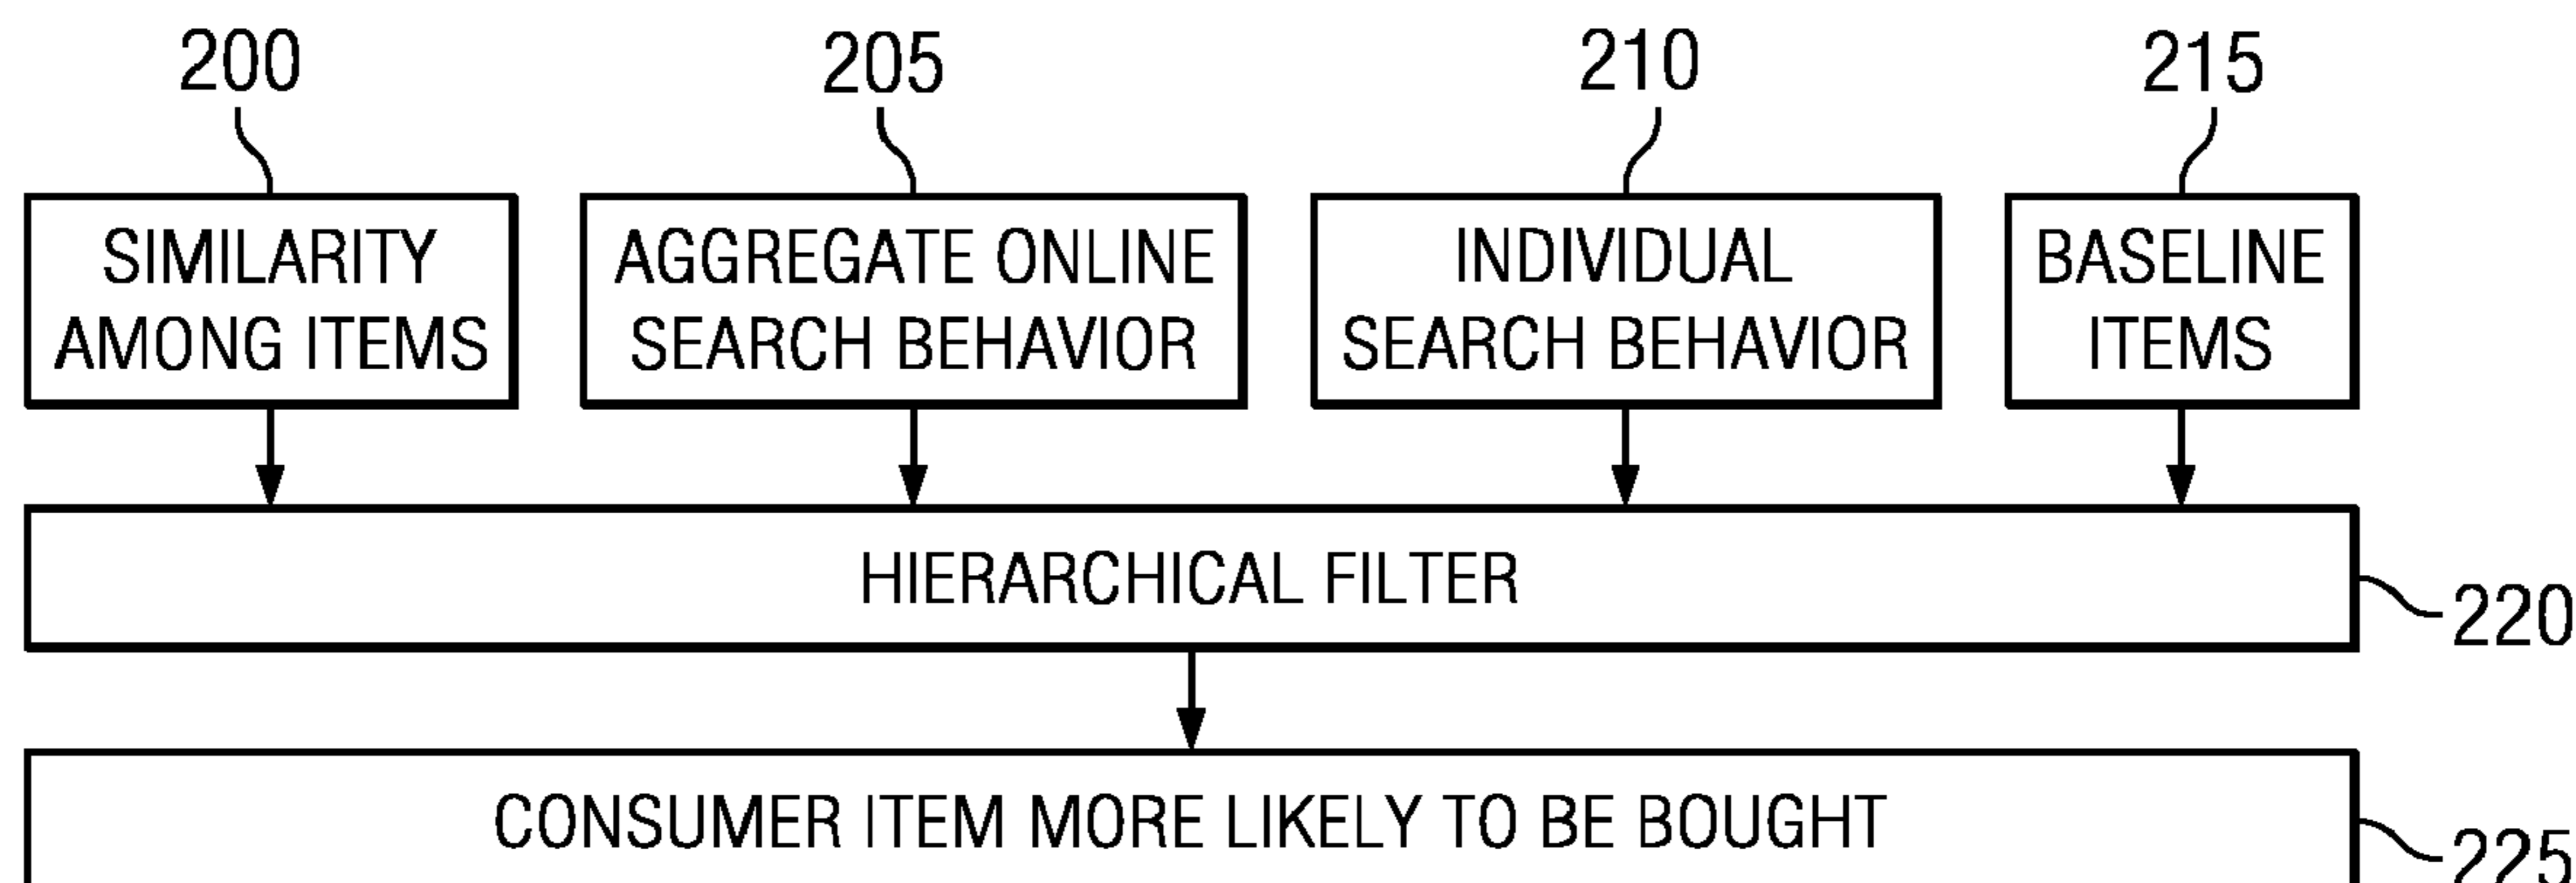 200 205 210 215
SIMILARITY
AMONG ITEMS
AGGREGATE ONLINE
SEARCH BEHAVIOR
INDIVIDUAL
SEARCH BEHAVIOR
BASELINE
ITEMS
HIERARCHICAL FILTER
220
CONSUMER ITEM MORE LIKELY TO BE BOUGHT
225